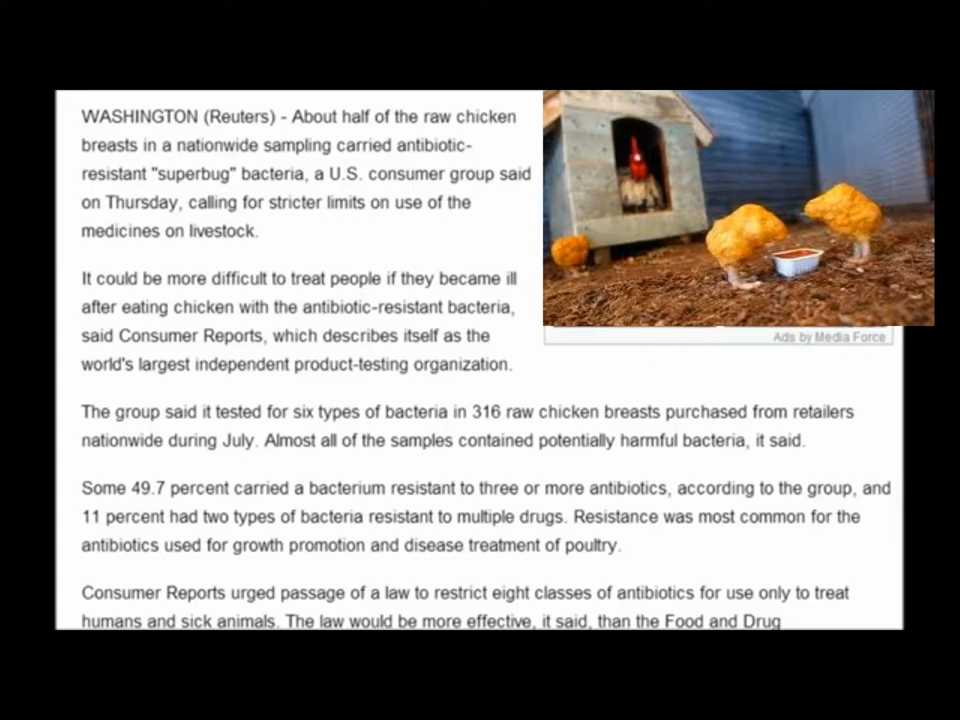 WASHINGTON (Reuters) - About half of the raw chicken
breasts in a nationwide sampling carried antibiotic-
resistant "superbug" bacteria, a U.S. consumer group said
on Thursday, calling for stricter limits on use of the
medicines on livestock.
It could be more difficult to treat people if they became ill
after eating chicken with the antibiotic-resistant bacteria,
said Consumer Reports, which describes itself as the
world's largest independent product-testing organization.
Ads by Media Force
The group said it tested for six types of bacteria in 316 raw chicken breasts purchased from retailers
nationwide during July. Almost all of the samples contained potentially harmful bacteria, it said.
Some 49.7 percent carried a bacterium resistant to three or more antibiotics, according to the group, and
11 percent had two types of bacteria resistant to multiple drugs. Resistance was most common for the
antibiotics used for growth promotion and disease treatment of poultry.
Consumer Reports urged passage of a law to restrict eight classes of antibiotics for use only to treat
humans and sick animals. The law would be more effective, it said, than the Food and Drug